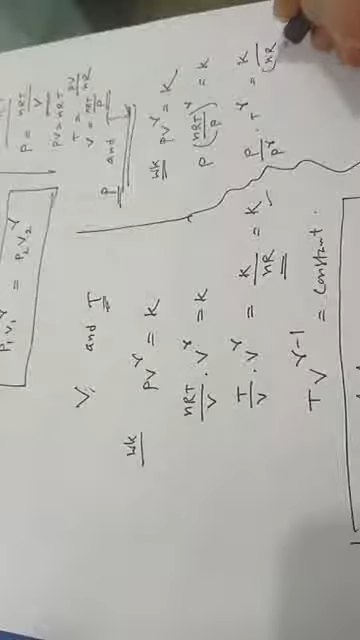 P₁V₁^γ = P₂V₂^γ
P = nRT/V
PV = nRT
T = PV/nR
V = nRT/P
V, and T
wk PV^γ = K
nRT/V · V^γ = K
T/V · V^γ = K/nR = K
TV^γ-1 = constant.
P and T
wk PV^γ = K
P (nRT/P)^γ = K
P/P^γ · T^γ = K/(nR